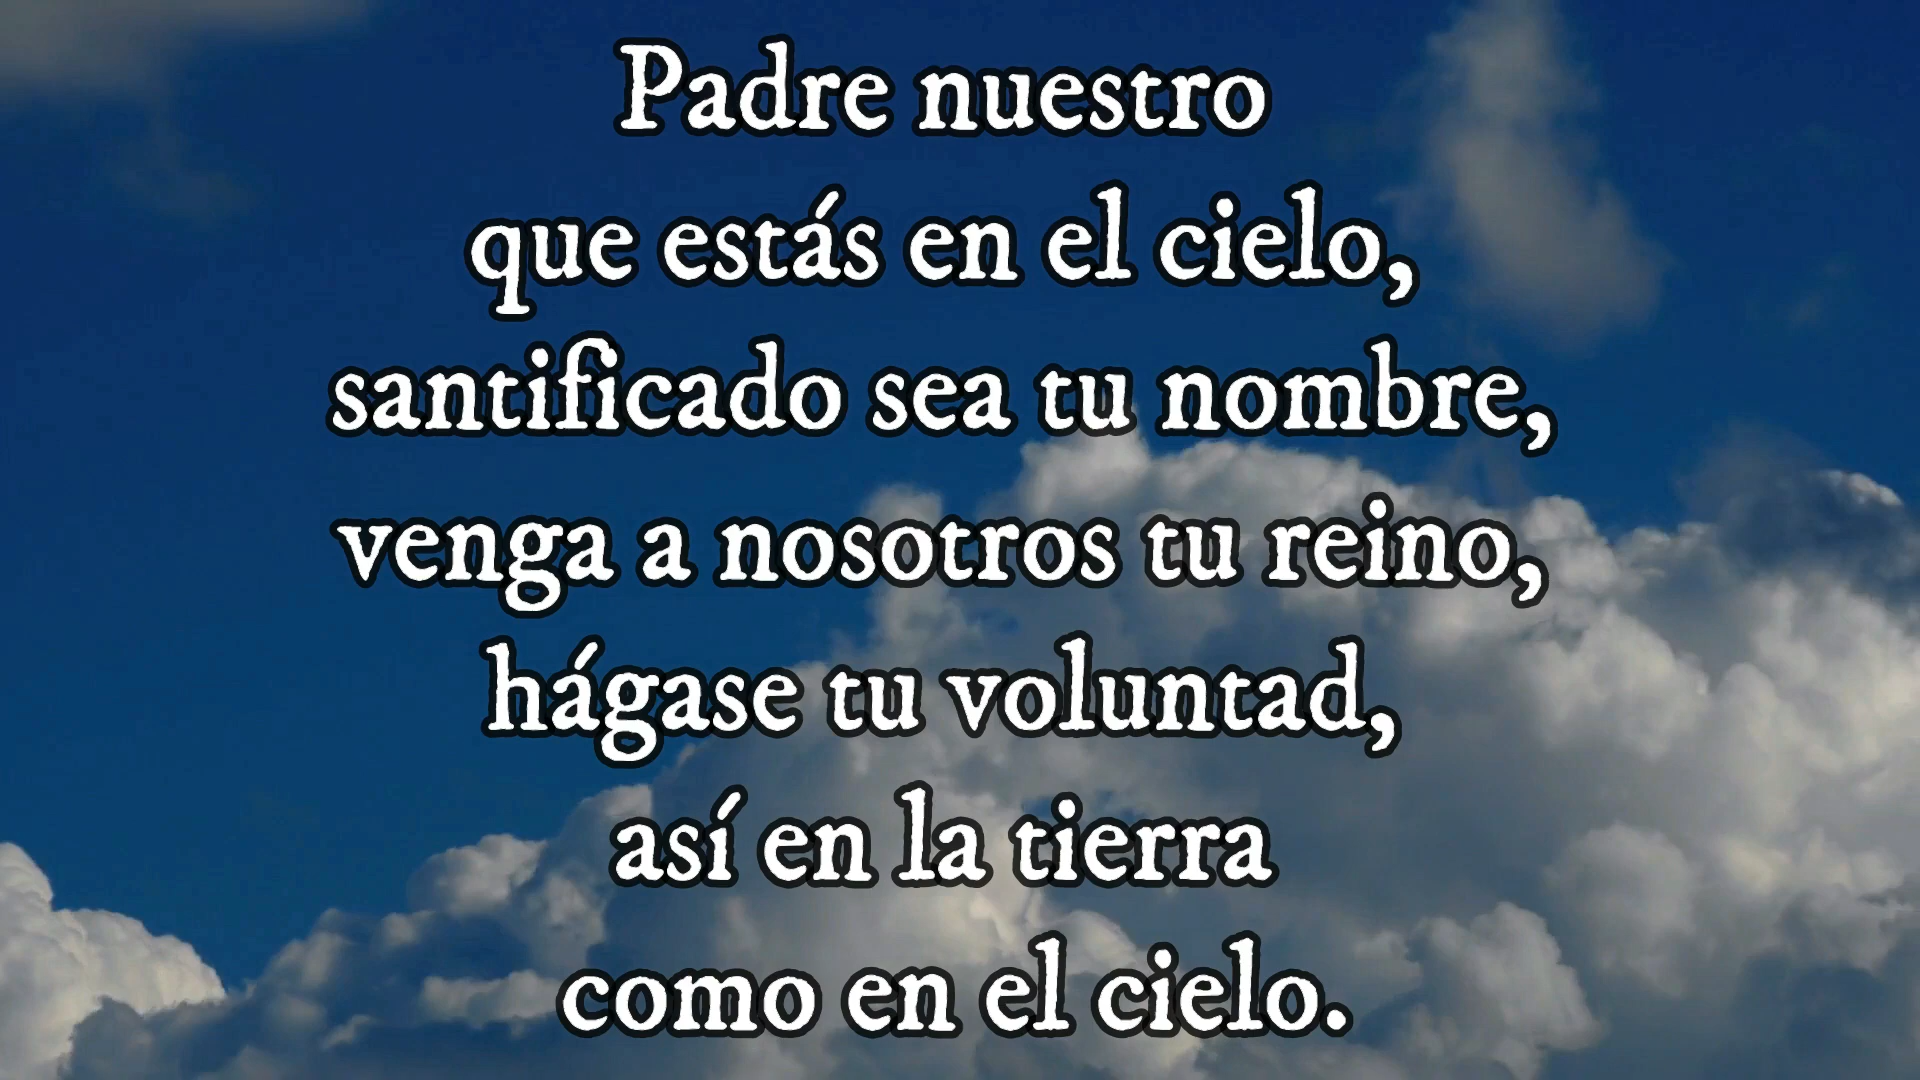 Padre nuestro
que estás en el cielo,
santificado sea tu nombre,
venga a nosotros tu reino,
hágase tu voluntad,
así en la tierra
como en el cielo.